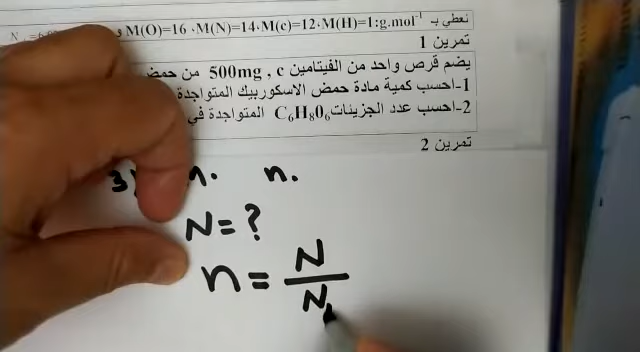 نعطي بـ M(O)=16 ،M(N)=14،M(c)=12،M(H)=1:g.mol⁻¹ و
تمرين 1
يضم قرص واحد من الفيتامين c , 500mg من حمض
1-احسب كمية مادة حمض الاسكوربيك المتواجدة
2-احسب عدد الجزيئات C₆H₈O₆ المتواجدة في
تمرين 2
n.
N=?
n= N/N